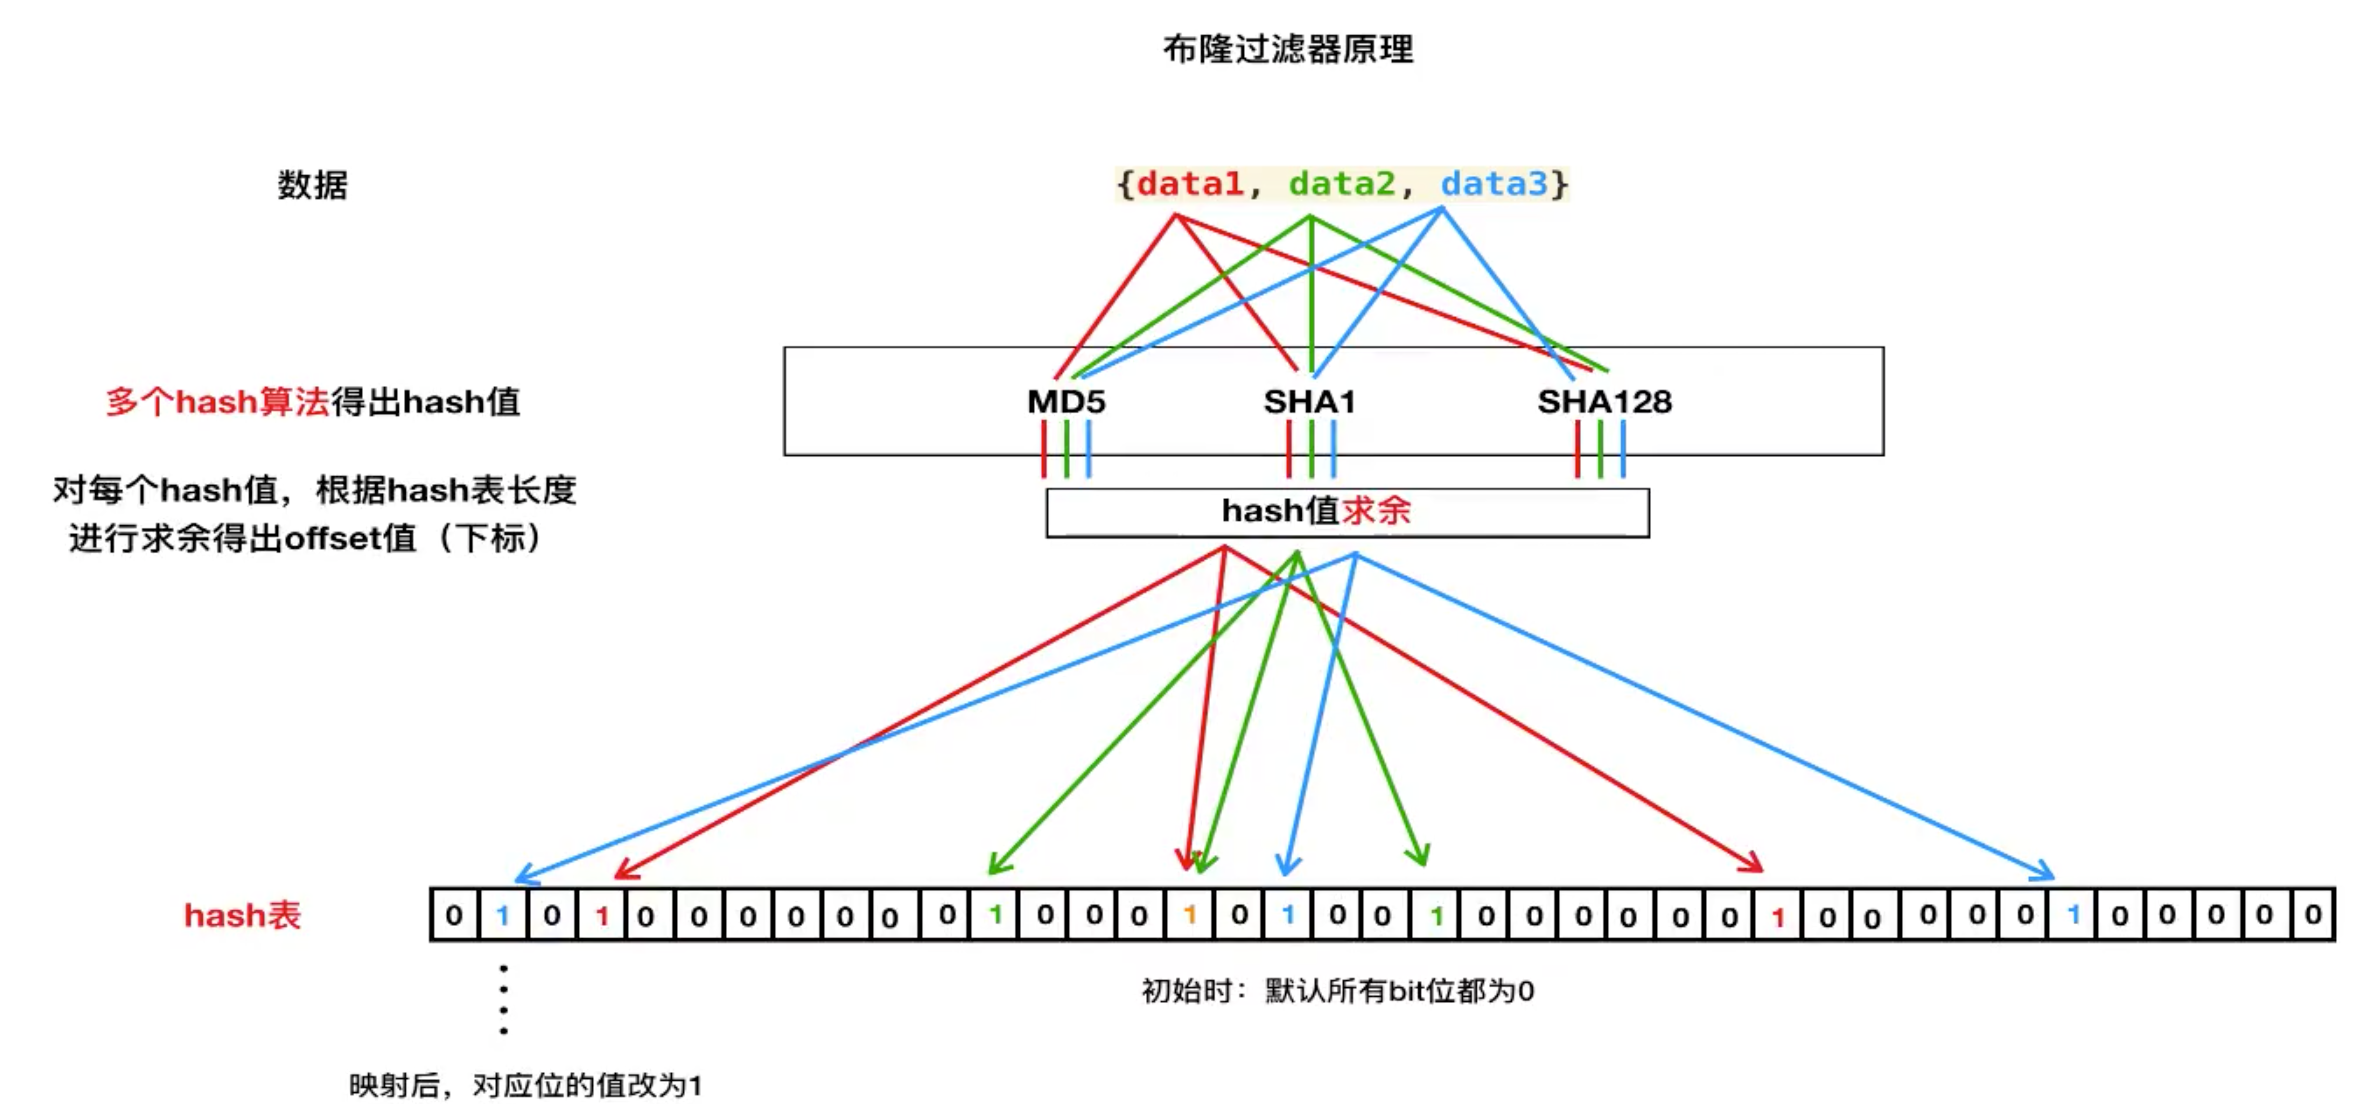 布隆过滤器原理
数据
{data1, data2, data3}
多个hash算法得出hash值
MD5 SHA1 SHA128
对每个hash值，根据hash表长度
进行求余得出offset值（下标）
hash值求余
hash表
0 1 0 1 0 0 0 0 0 0 0 1 0 0 0 1 0 1 0 0 1 0 0 0 0 0 0 1 0 0 0 0 0 1 0 0 0 0 0
初始时：默认所有bit位都为0
映射后，对应位的值改为1